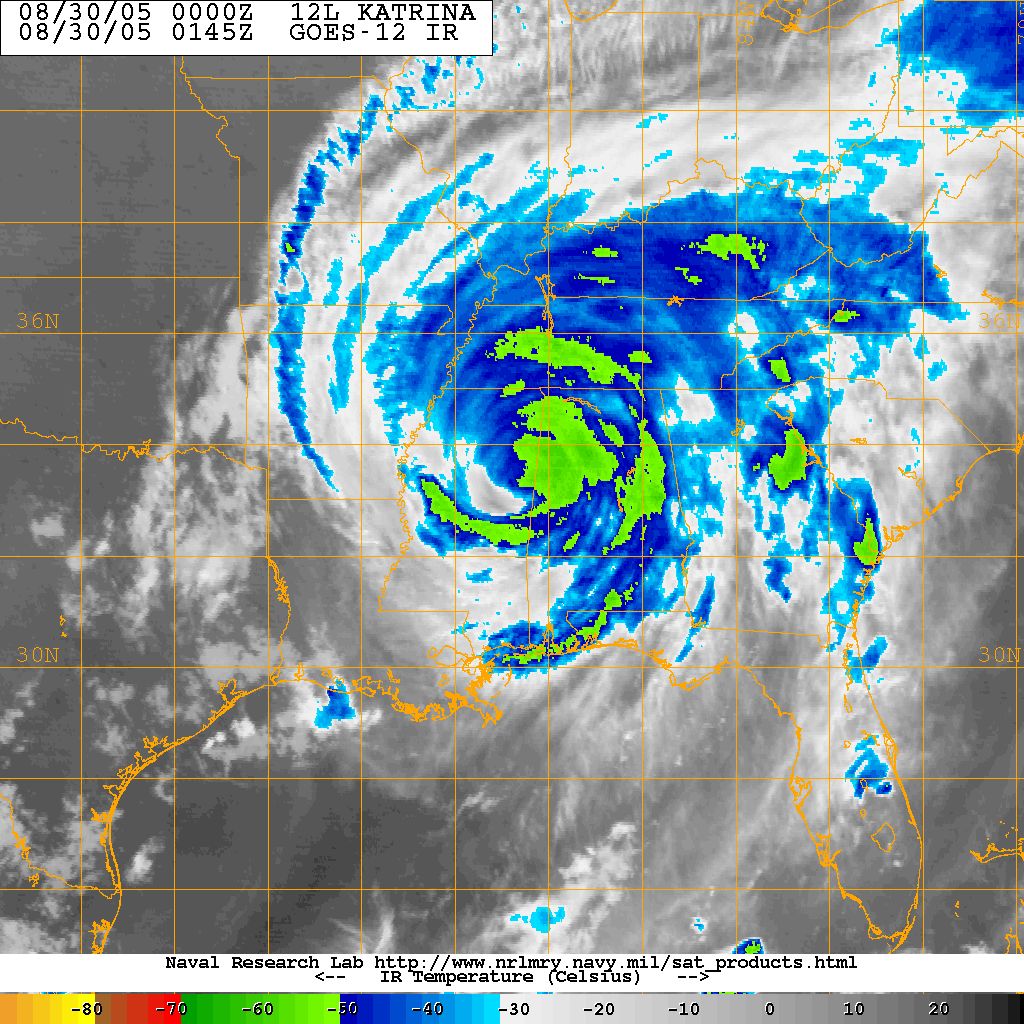 08/30/05 0000Z 12L KATRINA
08/30/05 0145Z GOES-12 IR
36N
36N
30N
30N
Naval Research Lab http://www.nrlmry.navy.mil/sat_products.html
<-- IR Temperature (Celsius) -->
-80 -70 -60 -50 -40 -30 -20 -10 0 10 20